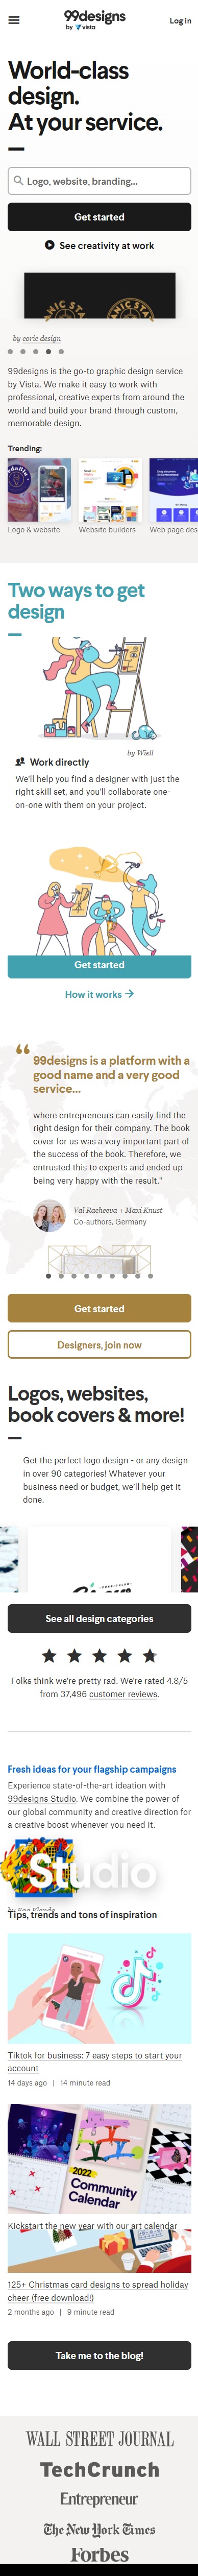 99designs
by vista
Log in
World-class
design.
At your service.
Logo, website, branding...
Get started
See creativity at work
by coric design
99designs is the go-to graphic design service
by Vista. We make it easy to work with
professional, creative experts from around the
world and build your brand through custom,
memorable design.
Trending:
Logo & website
Website builders
Web page des
Two ways to get
design
by Wiell
Work directly
We'll help you find a designer with just the
right skill set, and you'll collaborate one-
on-one with them on your project.
Get started
How it works →
“ 99designs is a platform with a
good name and a very good
service...
where entrepreneurs can easily find the
right design for their company. The book
cover for us was a very important part of
the success of the book. Therefore, we
entrusted this to experts and ended up
being very happy with the result."
Val Racheeva + Maxi Knust
Co-authors, Germany
Get started
Designers, join now
Logos, websites,
book covers & more!
Get the perfect logo design - or any design
in over 90 categories! Whatever your
business need or budget, we'll help get it
done.
See all design categories
Folks think we're pretty rad. We're rated 4.8/5
from 37,496 customer reviews.
Fresh ideas for your flagship campaigns
Experience state-of-the-art ideation with
99designs Studio. We combine the power of
our global community and creative direction for
a creative boost whenever you need it.
Studio
Tips, trends and tons of inspiration
TikTok
Tiktok for business: 7 easy steps to start your
account
14 days ago | 14 minute read
2022
Community
Calendar
Kickstart the new year with our art calendar
125+ Christmas card designs to spread holiday
cheer (free download!)
2 months ago | 9 minute read
Take me to the blog!
WALL STREET JOURNAL
TechCrunch
Entrepreneur
The New York Times
Forbes